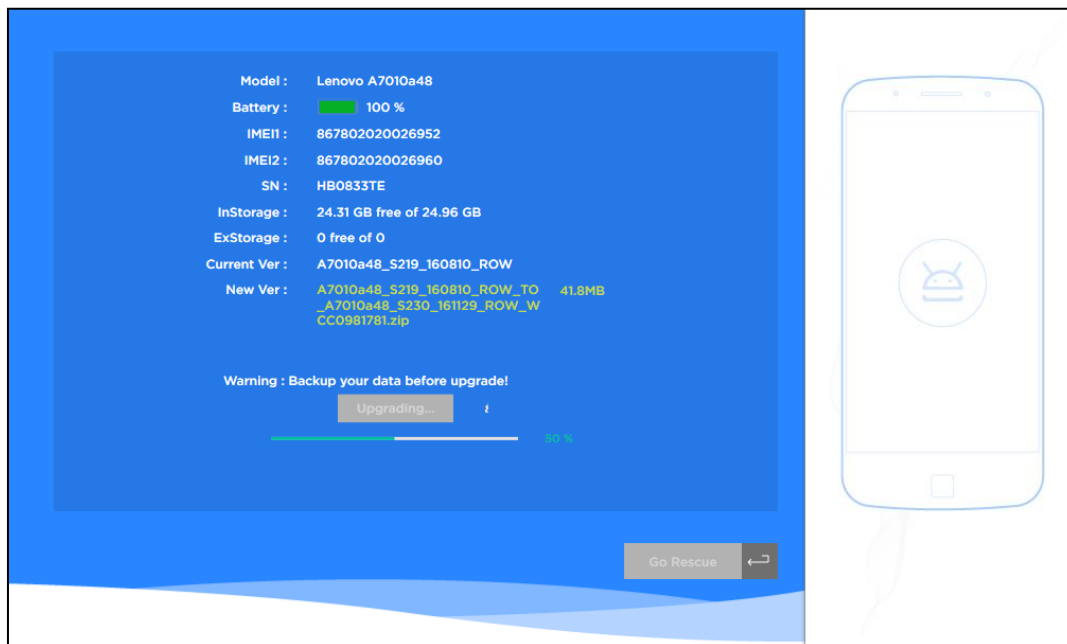 Model : Lenovo A7010a48
Battery : 100 %
IMEI1 : 867802020026952
IMEI2 : 867802020026960
SN : HB0833TE
InStorage : 24.31 GB free of 24.96 GB
ExStorage : 0 free of 0
Current Ver : A7010a48_S219_160810_ROW
New Ver : A7010a48_S219_160810_ROW_TO 41.8MB
_A7010a48_S230_161129_ROW_W
CC0981781.zip
Warning : Backup your data before upgrade!
Upgrading...
50 %
Go Rescue